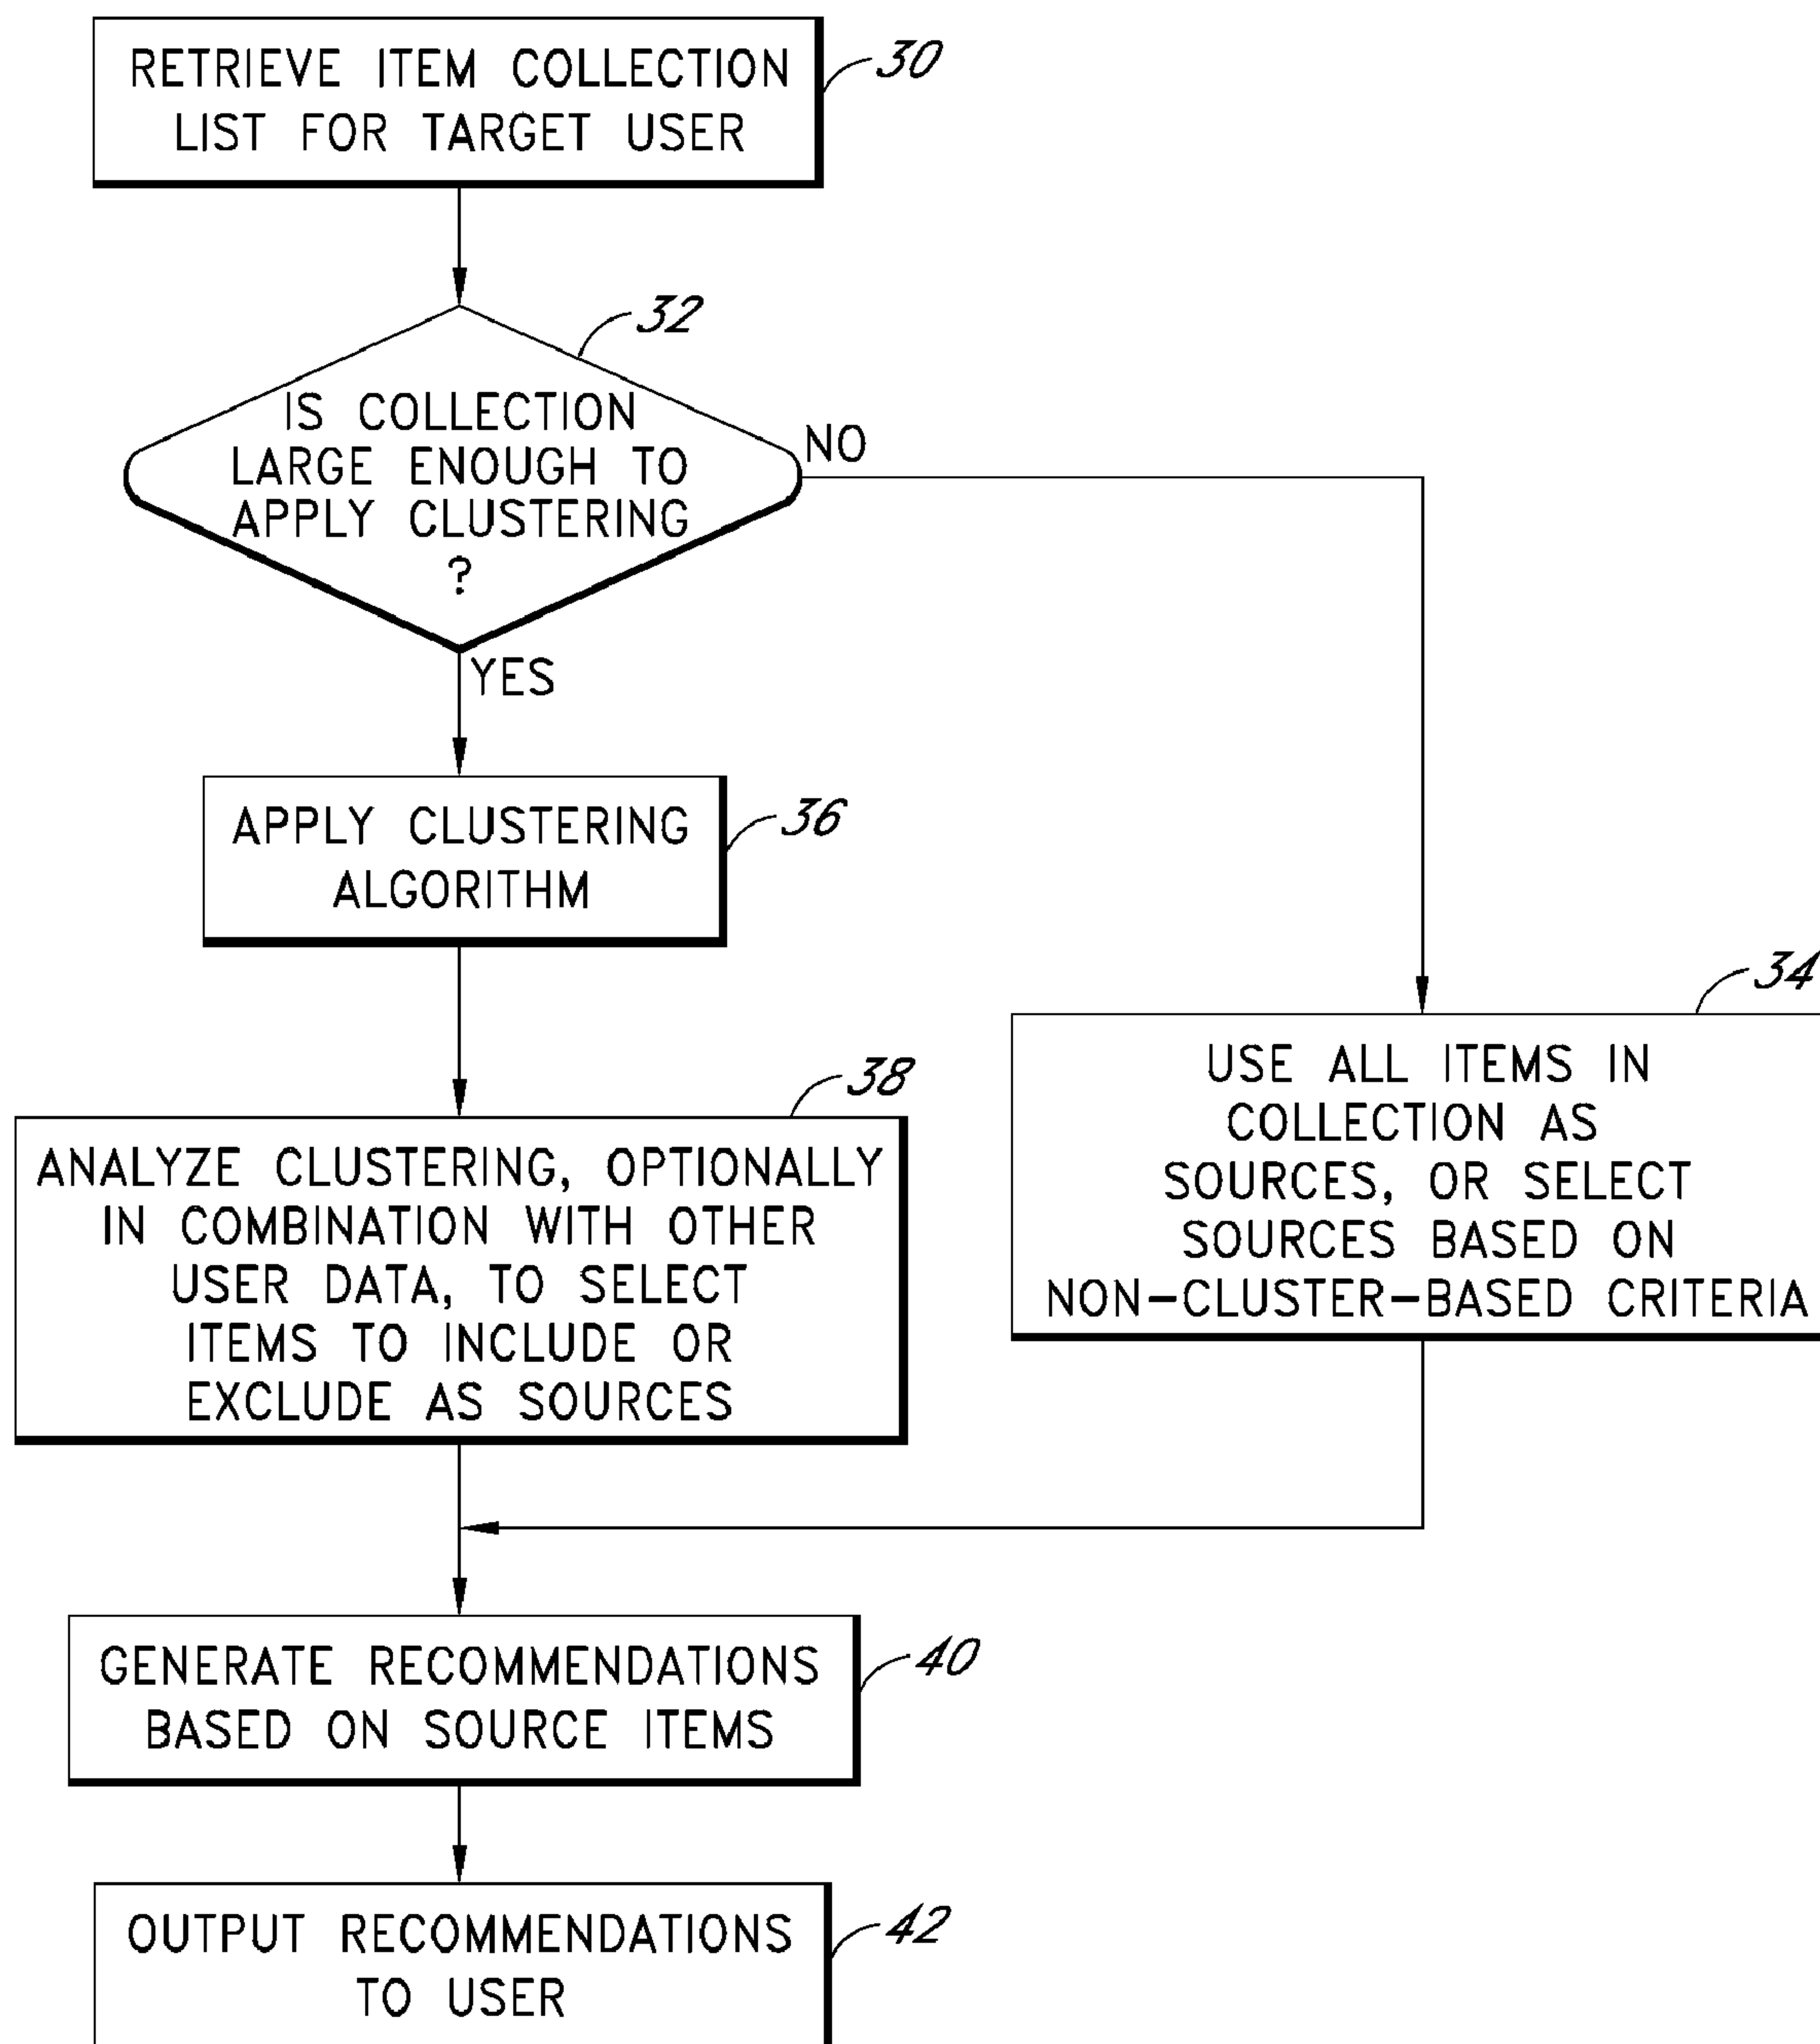 RETRIEVE ITEM COLLECTION
LIST FOR TARGET USER
30
32
IS COLLECTION
LARGE ENOUGH TO
APPLY CLUSTERING
?
NO
YES
APPLY CLUSTERING
ALGORITHM
36
34
USE ALL ITEMS IN
COLLECTION AS
SOURCES, OR SELECT
SOURCES BASED ON
NON-CLUSTER-BASED CRITERIA
38
ANALYZE CLUSTERING, OPTIONALLY
IN COMBINATION WITH OTHER
USER DATA, TO SELECT
ITEMS TO INCLUDE OR
EXCLUDE AS SOURCES
GENERATE RECOMMENDATIONS
BASED ON SOURCE ITEMS
40
OUTPUT RECOMMENDATIONS
TO USER
42